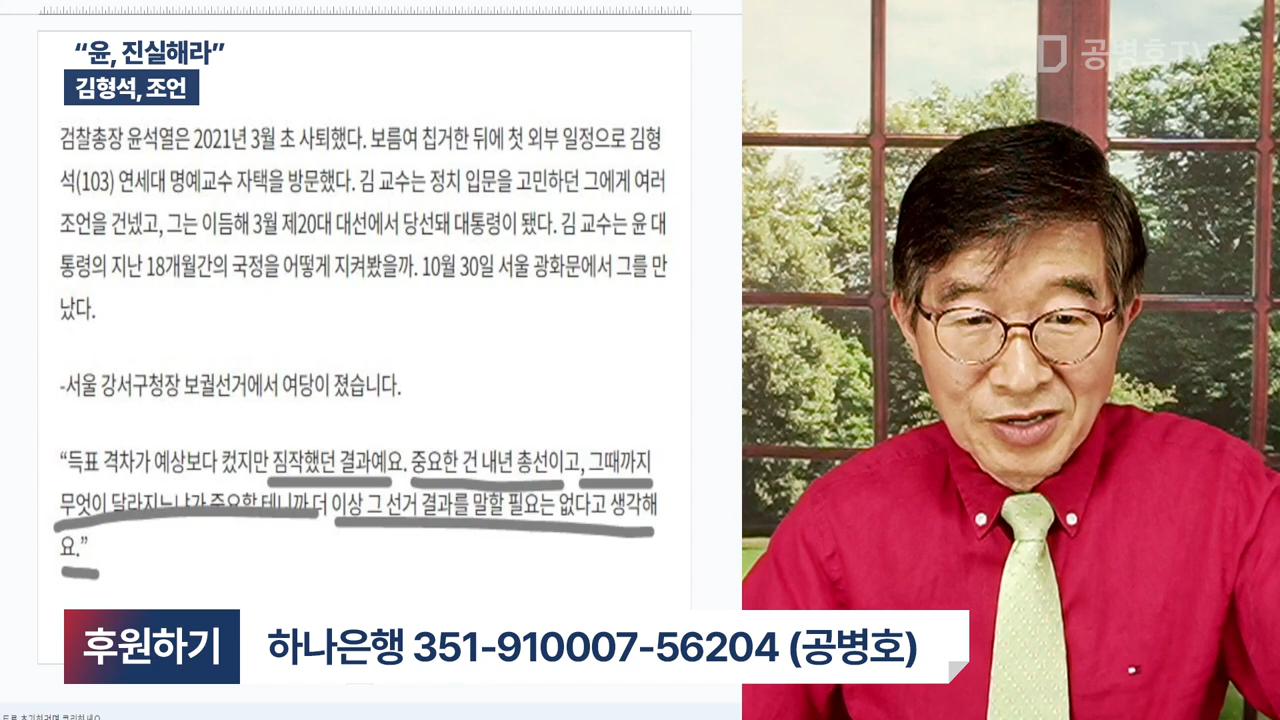 “윤, 진실해라”
김형석, 조언
공병호TV
검찰총장 윤석열은 2021년 3월 초 사퇴했다. 보름여 칩거한 뒤에 첫 외부 일정으로 김형
석(103) 연세대 명예교수 자택을 방문했다. 김 교수는 정치 입문을 고민하던 그에게 여러
조언을 건넸고, 그는 이듬해 3월 제20대 대선에서 당선돼 대통령이 됐다. 김 교수는 윤 대
통령의 지난 18개월간의 국정을 어떻게 지켜봤을까. 10월 30일 서울 광화문에서 그를 만
났다.
-서울 강서구청장 보궐선거에서 여당이 졌습니다.
“득표 격차가 예상보다 컸지만 짐작했던 결과예요. 중요한 건 내년 총선이고, 그때까지
무엇이 달라지느냐가 중요할 테니까 더 이상 그 선거 결과를 말할 필요는 없다고 생각해
요.”
후원하기
하나은행 351-910007-56204 (공병호)